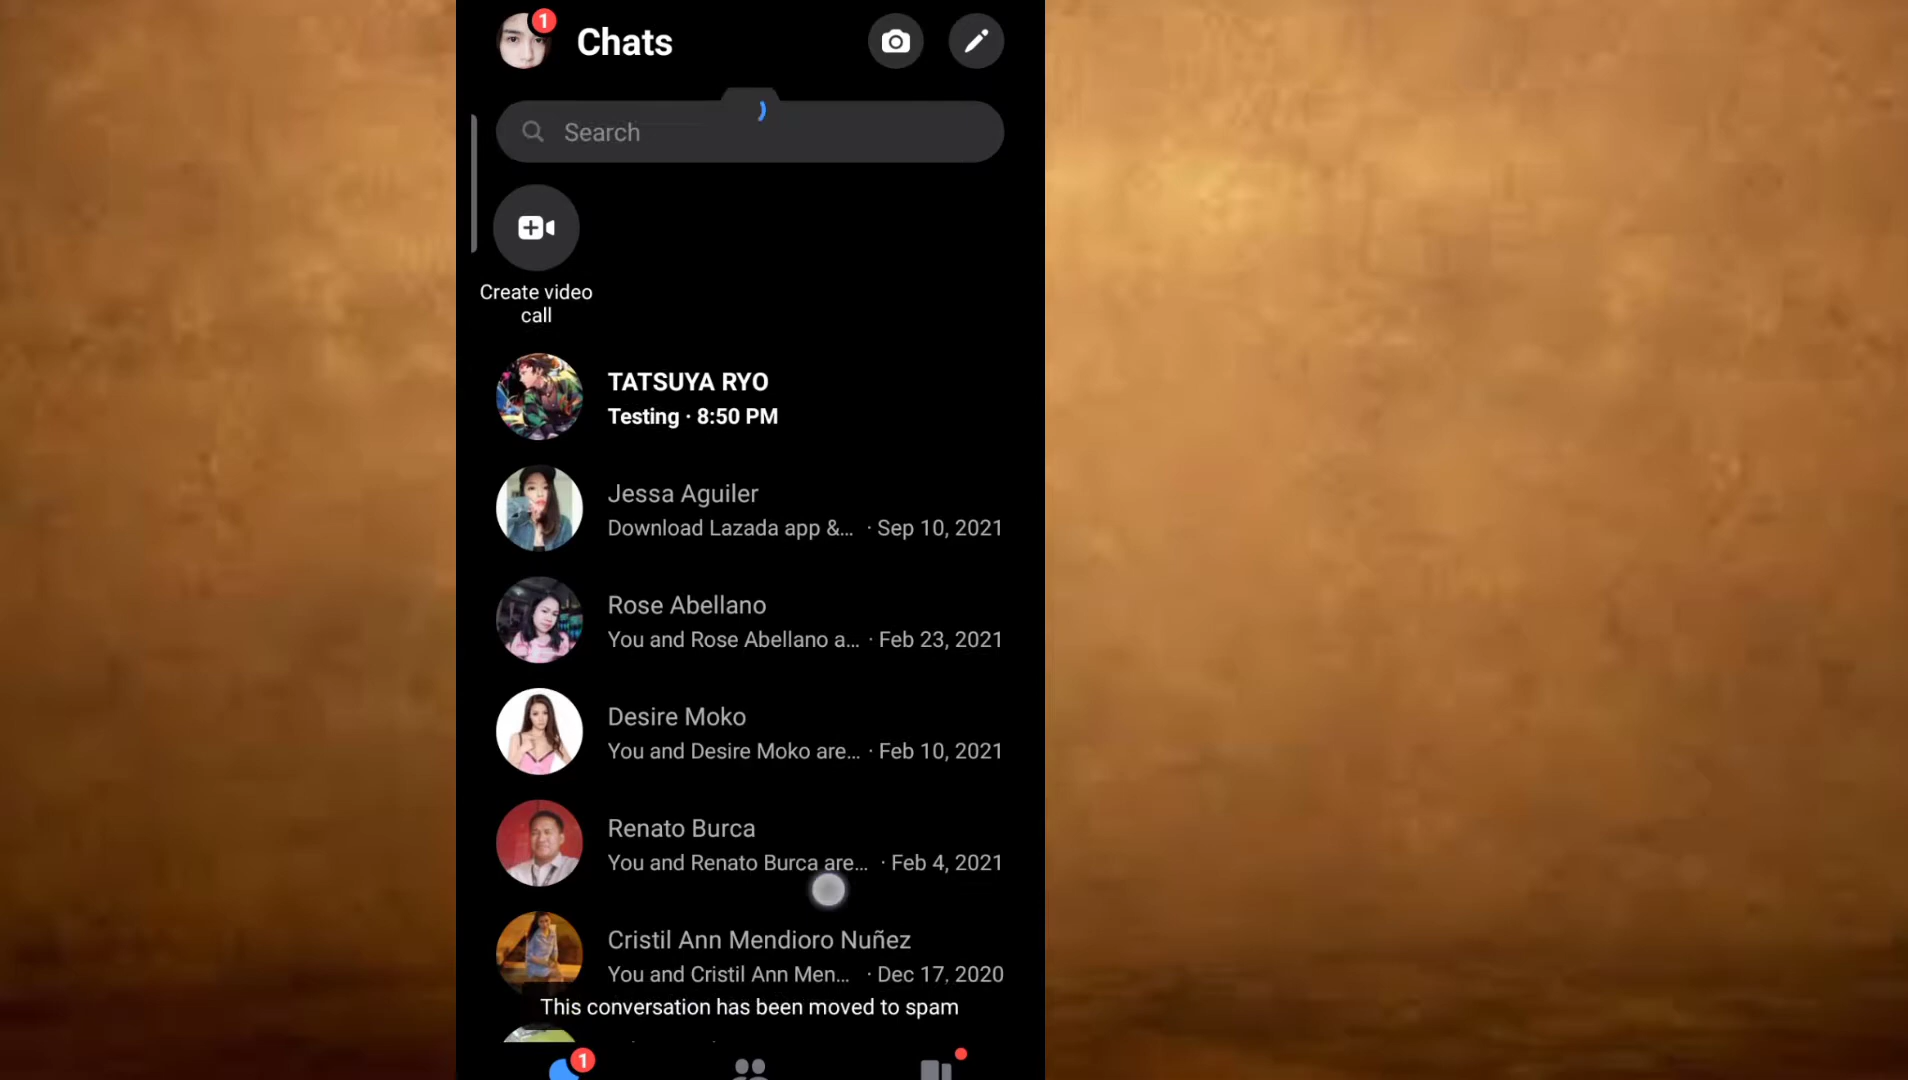 1
Chats
Search
Create video
call
TATSUYA RYO
Testing · 8:50 PM
Jessa Aguiler
Download Lazada app &... · Sep 10, 2021
Rose Abellano
You and Rose Abellano a... · Feb 23, 2021
Desire Moko
You and Desire Moko are... · Feb 10, 2021
Renato Burca
You and Renato Burca are... · Feb 4, 2021
Cristil Ann Mendioro Nuñez
You and Cristil Ann Men... · Dec 17, 2020
This conversation has been moved to spam
1